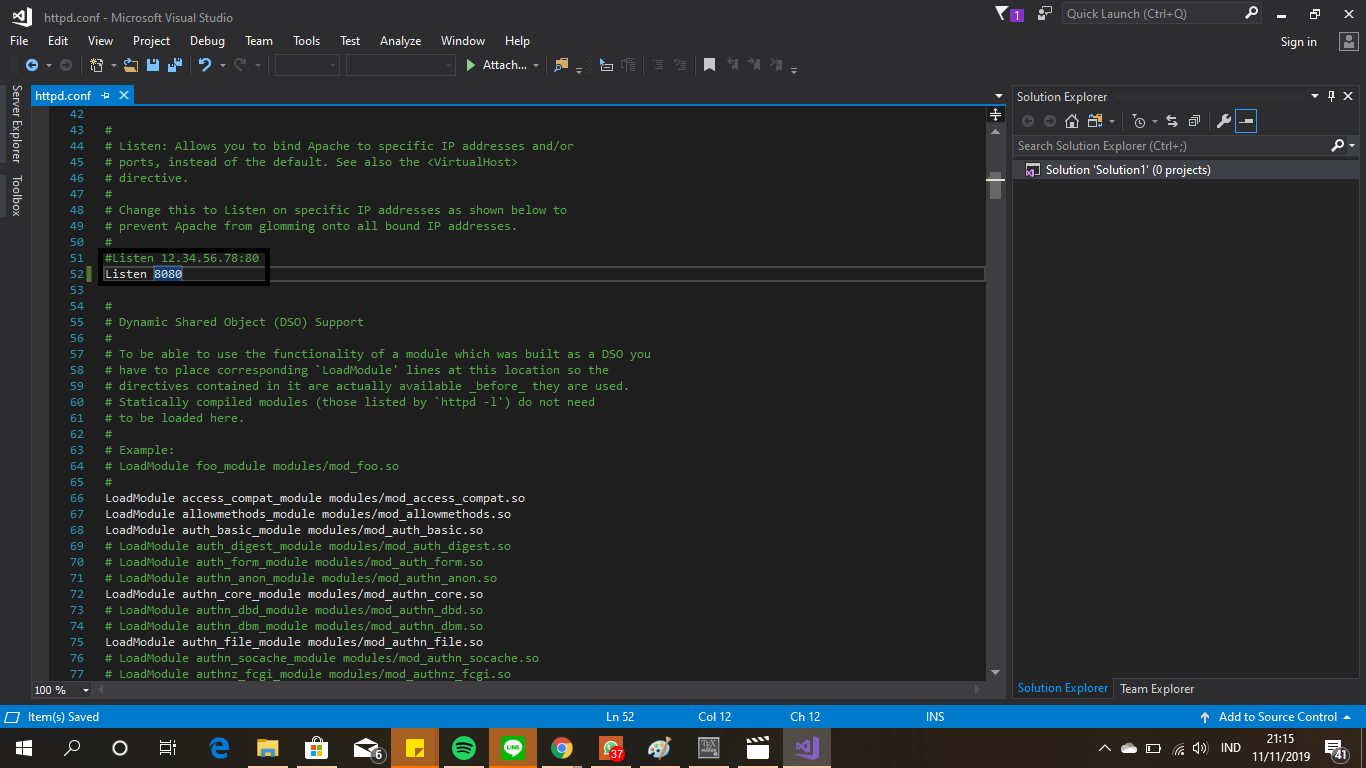 httpd.conf - Microsoft Visual Studio
1
Quick Launch (Ctrl+Q)
File Edit View Project Debug Team Tools Test Analyze Window Help
Sign in
Attach...
Server Explorer
Toolbox
httpd.conf
42
43 #
44 # Listen: Allows you to bind Apache to specific IP addresses and/or
45 # ports, instead of the default. See also the <VirtualHost>
46 # directive.
47 #
48 # Change this to Listen on specific IP addresses as shown below to
49 # prevent Apache from glomming onto all bound IP addresses.
50 #
51 #Listen 12.34.56.78:80
52 Listen 8080
53
54 #
55 # Dynamic Shared Object (DSO) Support
56 #
57 # To be able to use the functionality of a module which was built as a DSO you
58 # have to place corresponding `LoadModule' lines at this location so the
59 # directives contained in it are actually available _before_ they are used.
60 # Statically compiled modules (those listed by `httpd -l') do not need
61 # to be loaded here.
62 #
63 # Example:
64 # LoadModule foo_module modules/mod_foo.so
65 #
66 LoadModule access_compat_module modules/mod_access_compat.so
67 LoadModule allowmethods_module modules/mod_allowmethods.so
68 LoadModule auth_basic_module modules/mod_auth_basic.so
69 # LoadModule auth_digest_module modules/mod_auth_digest.so
70 # LoadModule auth_form_module modules/mod_auth_form.so
71 # LoadModule authn_anon_module modules/mod_authn_anon.so
72 LoadModule authn_core_module modules/mod_authn_core.so
73 # LoadModule authn_dbd_module modules/mod_authn_dbd.so
74 # LoadModule authn_dbm_module modules/mod_authn_dbm.so
75 LoadModule authn_file_module modules/mod_authn_file.so
76 # LoadModule authn_socache_module modules/mod_authn_socache.so
77 # LoadModule authnz_fcgi_module modules/mod_authnz_fcgi.so
100 %
Solution Explorer
Search Solution Explorer (Ctrl+;)
Solution 'Solution1' (0 projects)
Solution Explorer Team Explorer
Item(s) Saved Ln 52 Col 12 Ch 12 INS Add to Source Control
6
LINE
37
TEX
MAKER
IND
21:15
11/11/2019
41